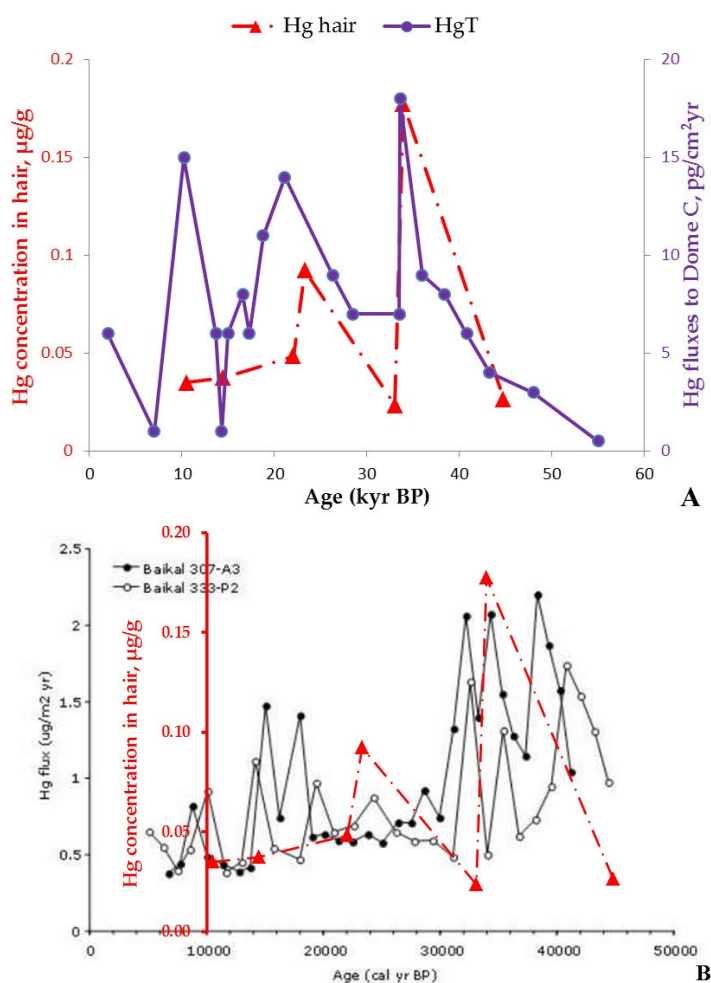 Hg hair HgT
0.2
0.15
0.1
0.05
0
Hg concentration in hair, µg/g
20
15
10
5
0
Hg fluxes to Dome C, pg/cm²yr
0 10 20 30 40 50 60
Age (kyr BP)
A
2.5
2
1.5
1
0.5
0
Hg flux (ug/m2 yr)
Baikal 307-A3
Baikal 333-P2
0.20
0.15
0.10
0.05
0.00
Hg concentration in hair, µg/g
0 10000 20000 30000 40000 50000
Age (cal yr BP)
B